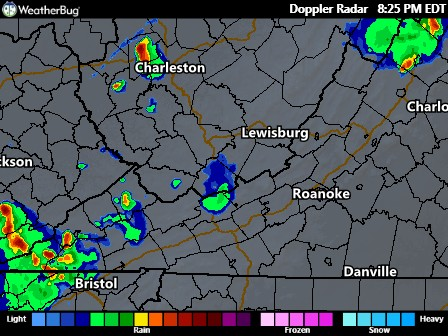 WeatherBug Doppler Radar 8:25 PM EDT
Charleston
Charlo
Lewisburg
ckson
Roanoke
Danville
Bristol
Light Heavy
Rain Frozen Snow